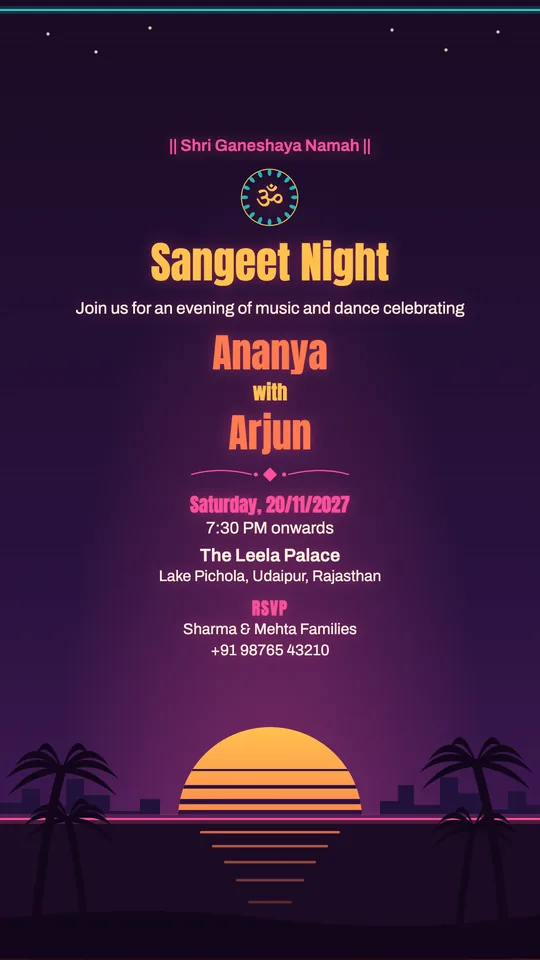 || Shri Ganeshaya Namah ||
ॐ
Sangeet Night
Join us for an evening of music and dance celebrating
Ananya
with
Arjun
Saturday, 20/11/2027
7:30 PM onwards
The Leela Palace
Lake Pichola, Udaipur, Rajasthan
RSVP
Sharma & Mehta Families
+91 98765 43210